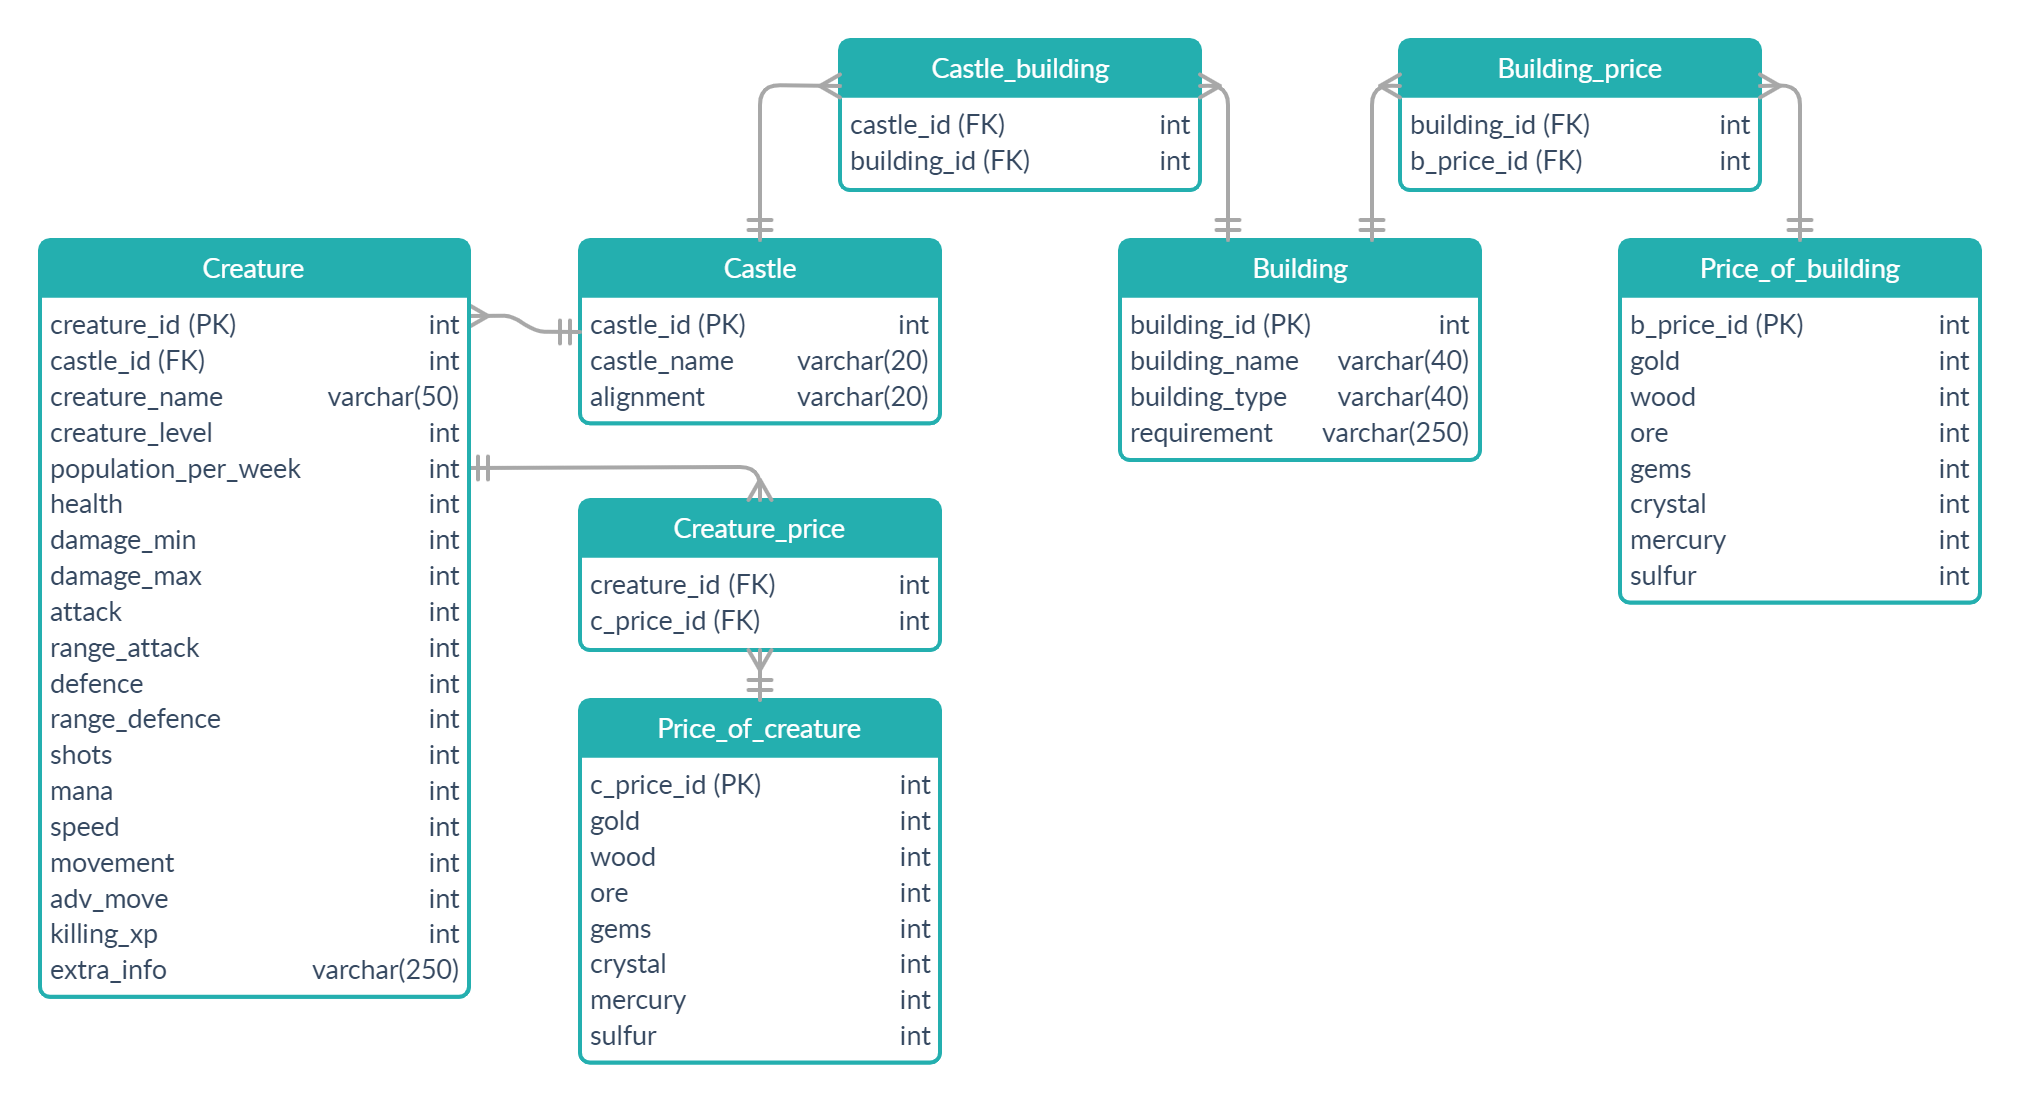 Castle_building
castle_id (FK) int
building_id (FK) int
Building_price
building_id (FK) int
b_price_id (FK) int
Creature
creature_id (PK) int
castle_id (FK) int
creature_name varchar(50)
creature_level int
population_per_week int
health int
damage_min int
damage_max int
attack int
range_attack int
defence int
range_defence int
shots int
mana int
speed int
movement int
adv_move int
killing_xp int
extra_info varchar(250)
Castle
castle_id (PK) int
castle_name varchar(20)
alignment varchar(20)
Creature_price
creature_id (FK) int
c_price_id (FK) int
Price_of_creature
c_price_id (PK) int
gold int
wood int
ore int
gems int
crystal int
mercury int
sulfur int
Building
building_id (PK) int
building_name varchar(40)
building_type varchar(40)
requirement varchar(250)
Price_of_building
b_price_id (PK) int
gold int
wood int
ore int
gems int
crystal int
mercury int
sulfur int